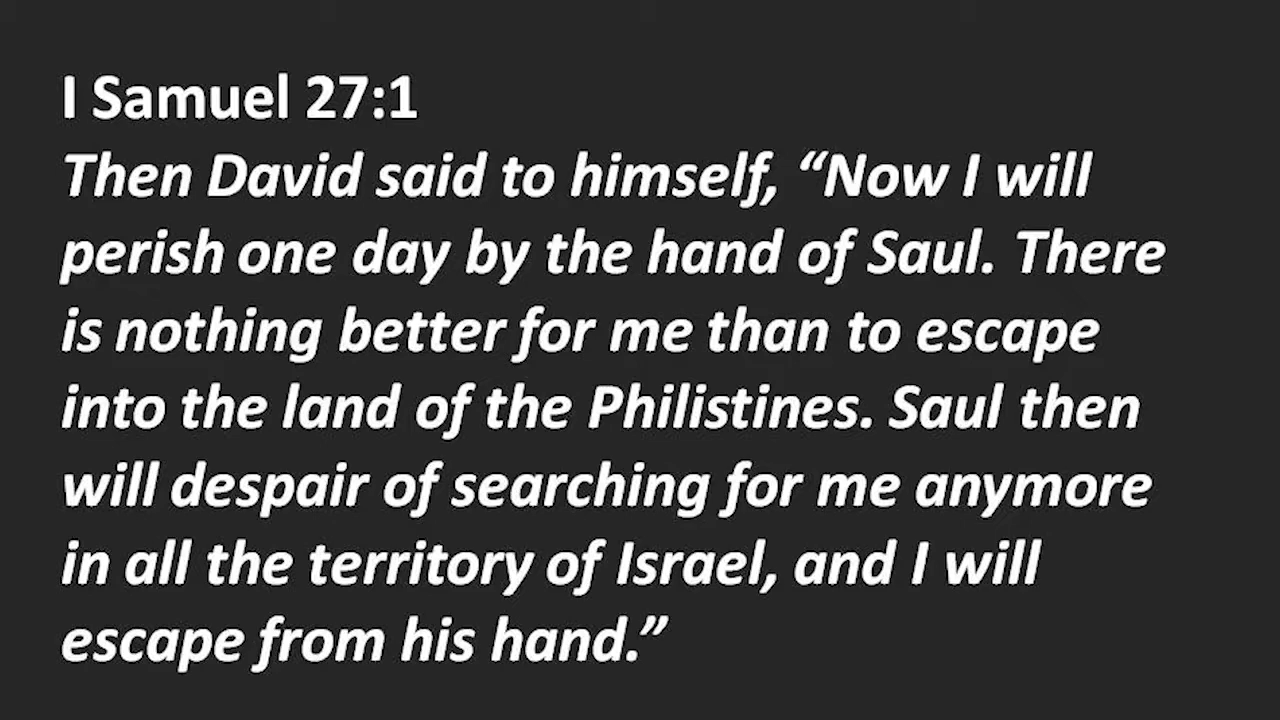 I Samuel 27:1
Then David said to himself, “Now I will
perish one day by the hand of Saul. There
is nothing better for me than to escape
into the land of the Philistines. Saul then
will despair of searching for me anymore
in all the territory of Israel, and I will
escape from his hand.”